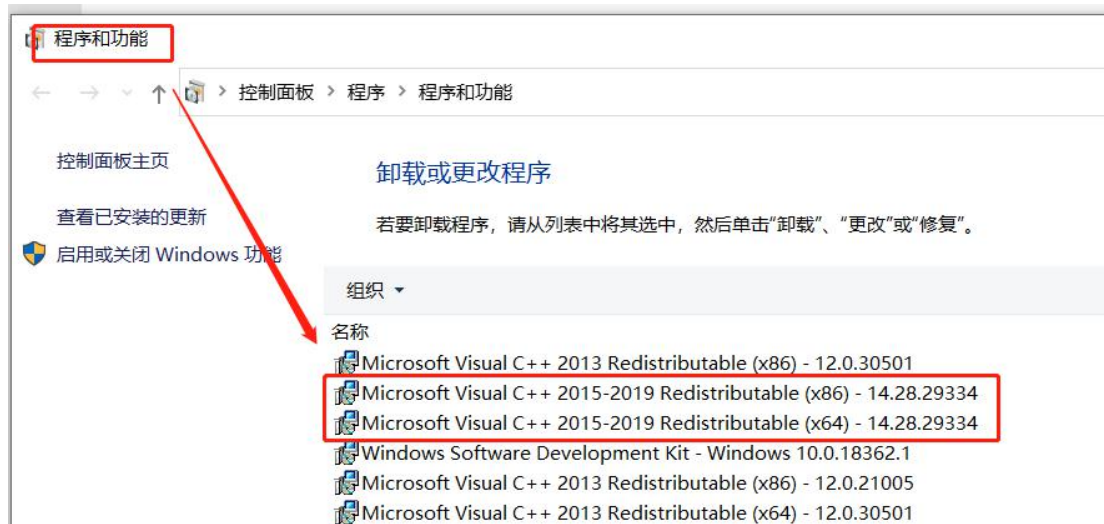 程序和功能
控制面板 > 程序 > 程序和功能
控制面板主页
查看已安装的更新
启用或关闭 Windows 功能
卸载或更改程序
若要卸载程序，请从列表中将其选中，然后单击“卸载”、“更改”或“修复”。
组织
名称
Microsoft Visual C++ 2013 Redistributable (x86) - 12.0.30501
Microsoft Visual C++ 2015-2019 Redistributable (x86) - 14.28.29334
Microsoft Visual C++ 2015-2019 Redistributable (x64) - 14.28.29334
Windows Software Development Kit - Windows 10.0.18362.1
Microsoft Visual C++ 2013 Redistributable (x86) - 12.0.21005
Microsoft Visual C++ 2013 Redistributable (x64) - 12.0.30501